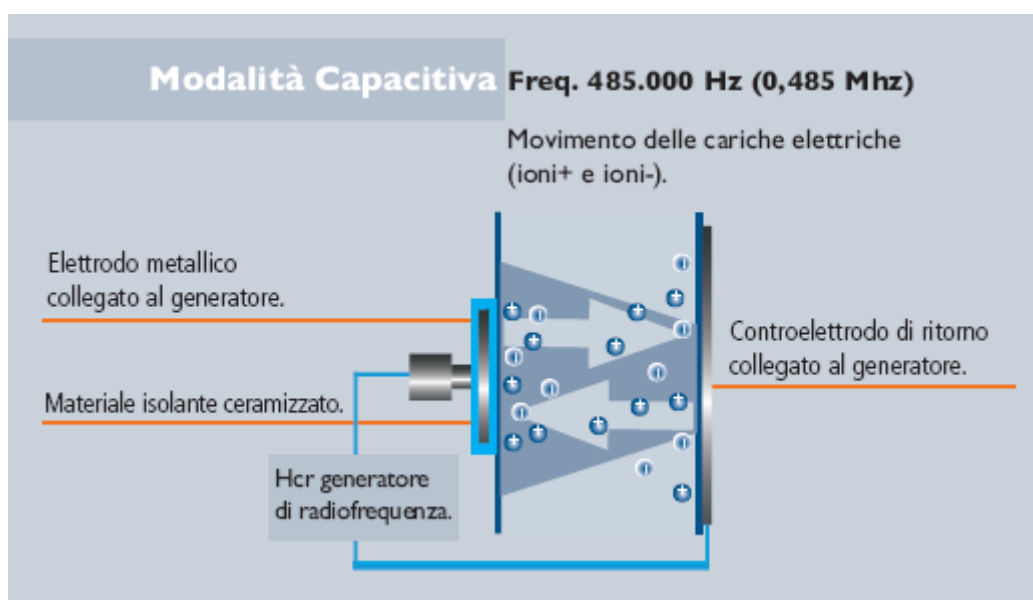 Modalità Capacitiva Freq. 485.000 Hz (0,485 Mhz)
Movimento delle cariche elettriche
(ioni+ e ioni-).
Elettrodo metallico
collegato al generatore.
Controelettrodo di ritorno
collegato al generatore.
Materiale isolante ceramizzato.
Hcr generatore
di radiofrequenza.